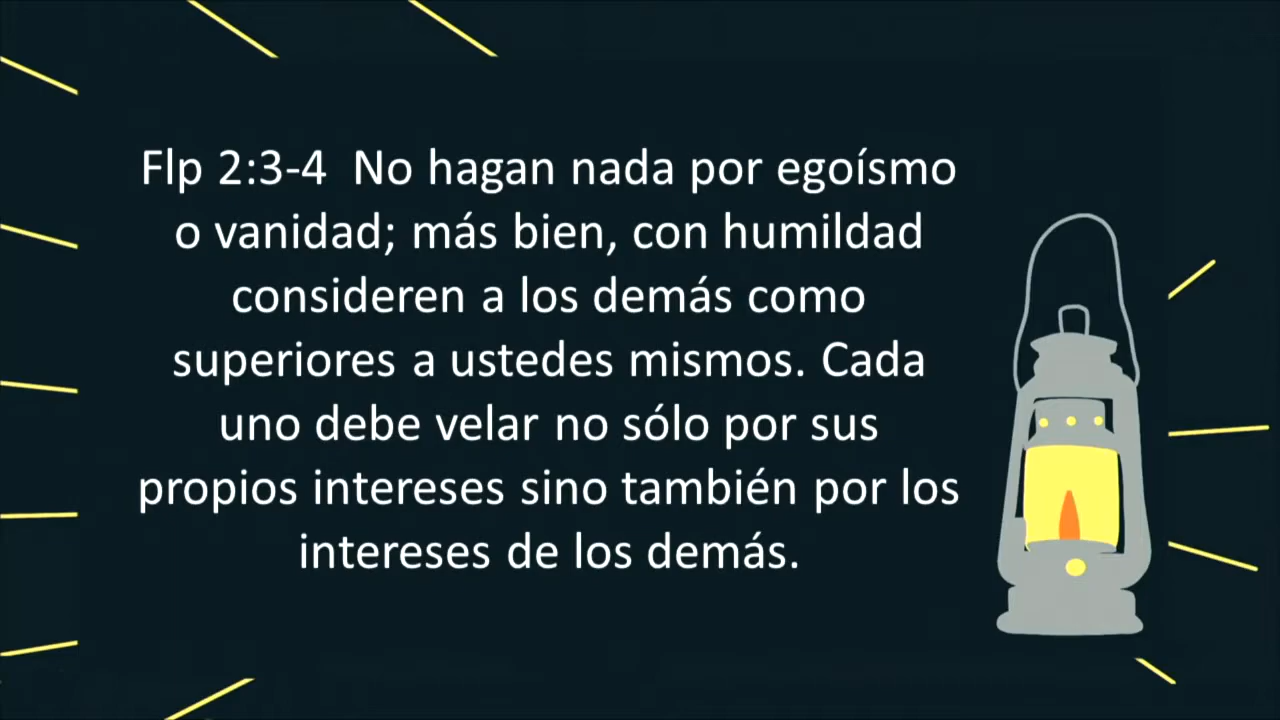 Flp 2:3-4  No hagan nada por egoísmo
o vanidad; más bien, con humildad
consideren a los demás como
superiores a ustedes mismos. Cada
uno debe velar no sólo por sus
propios intereses sino también por los
intereses de los demás.